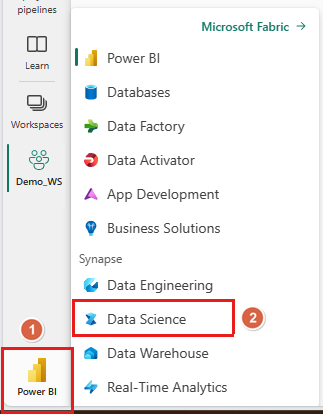 pipelines
Learn
Workspaces
Demo_WS
1
Power BI
Microsoft Fabric →
Power BI
Databases
Data Factory
Data Activator
App Development
Business Solutions
Synapse
Data Engineering
Data Science
2
Data Warehouse
Real-Time Analytics